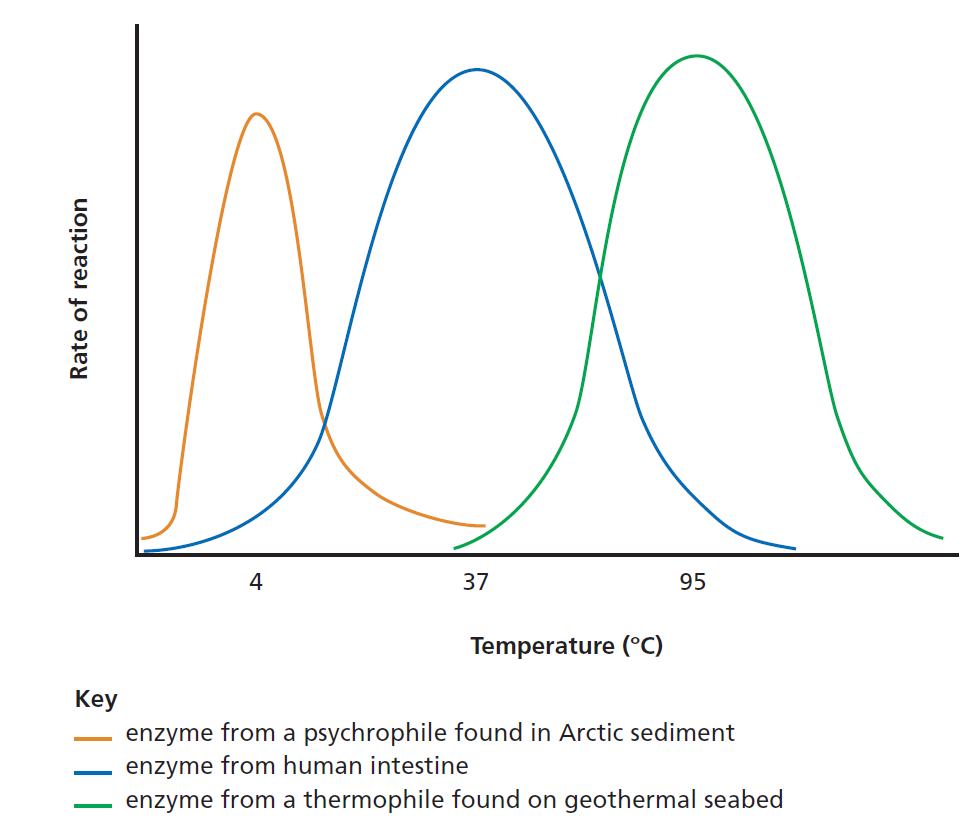 Rate of reaction
4 37 95
Temperature (°C)
Key
enzyme from a psychrophile found in Arctic sediment
enzyme from human intestine
enzyme from a thermophile found on geothermal seabed